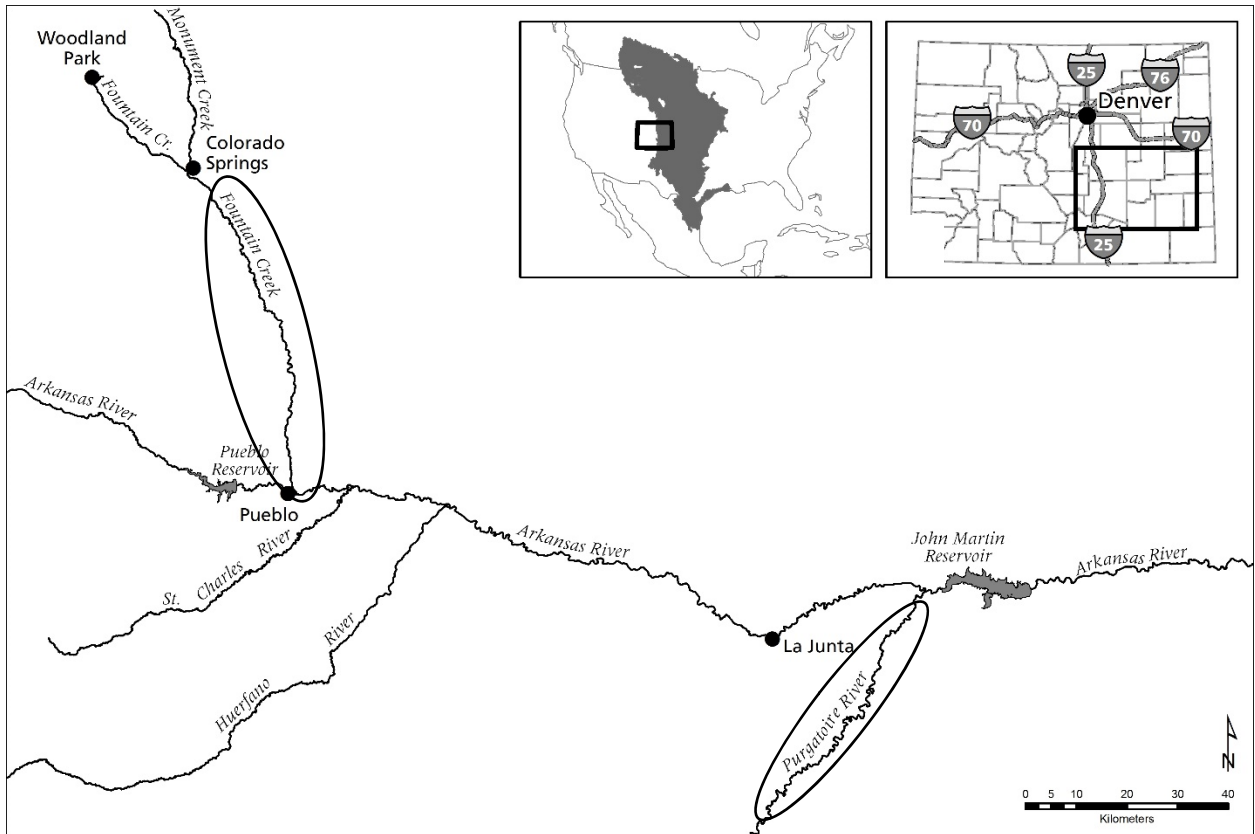 Woodland
Park
Monument Creek
Fountain Cr.
Colorado
Springs
Fountain Creek
Arkansas River
Pueblo
Reservoir
Pueblo
St. Charles River
Huerfano River
Arkansas River
La Junta
Purgatoire River
John Martin
Reservoir
Arkansas River
25
76
Denver
70
70
25
N
0 5 10 20 30 40
Kilometers